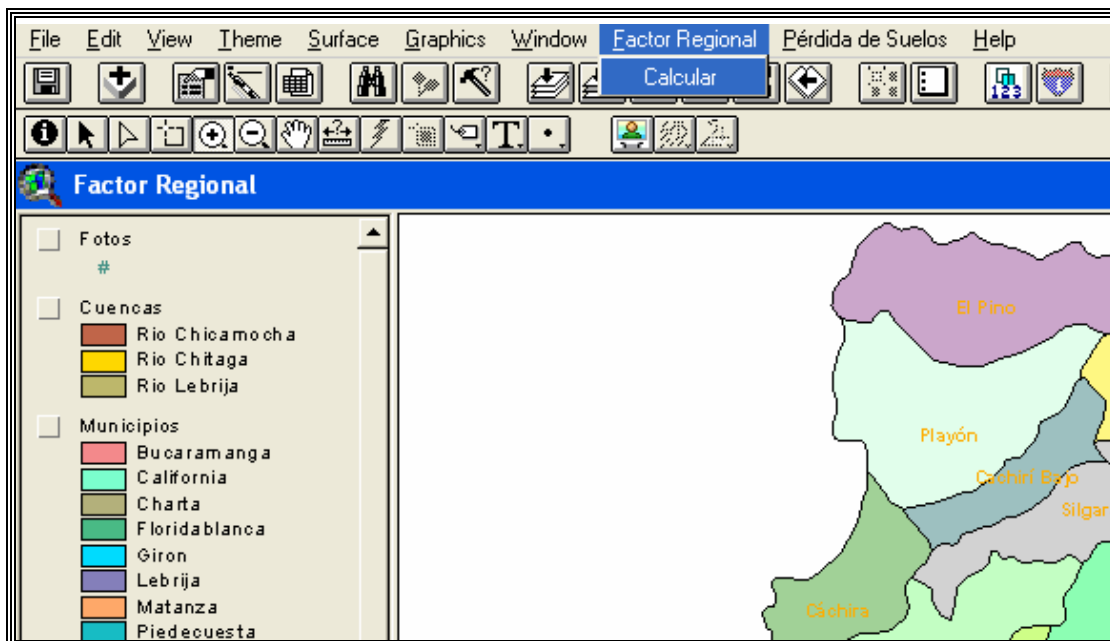 File Edit View Theme Surface Graphics Window Factor Regional Pérdida de Suelos Help
Calcular
T
123
Factor Regional
Fotos
#
Cuencas
Rio Chicamocha
Rio Chitaga
Rio Lebrija
Municipios
Bucaramanga
California
Charta
Floridablanca
Giron
Lebrija
Matanza
Piedecuesta
El Pino
Playón
Cachirí Bajo
Silgar
Cáchira